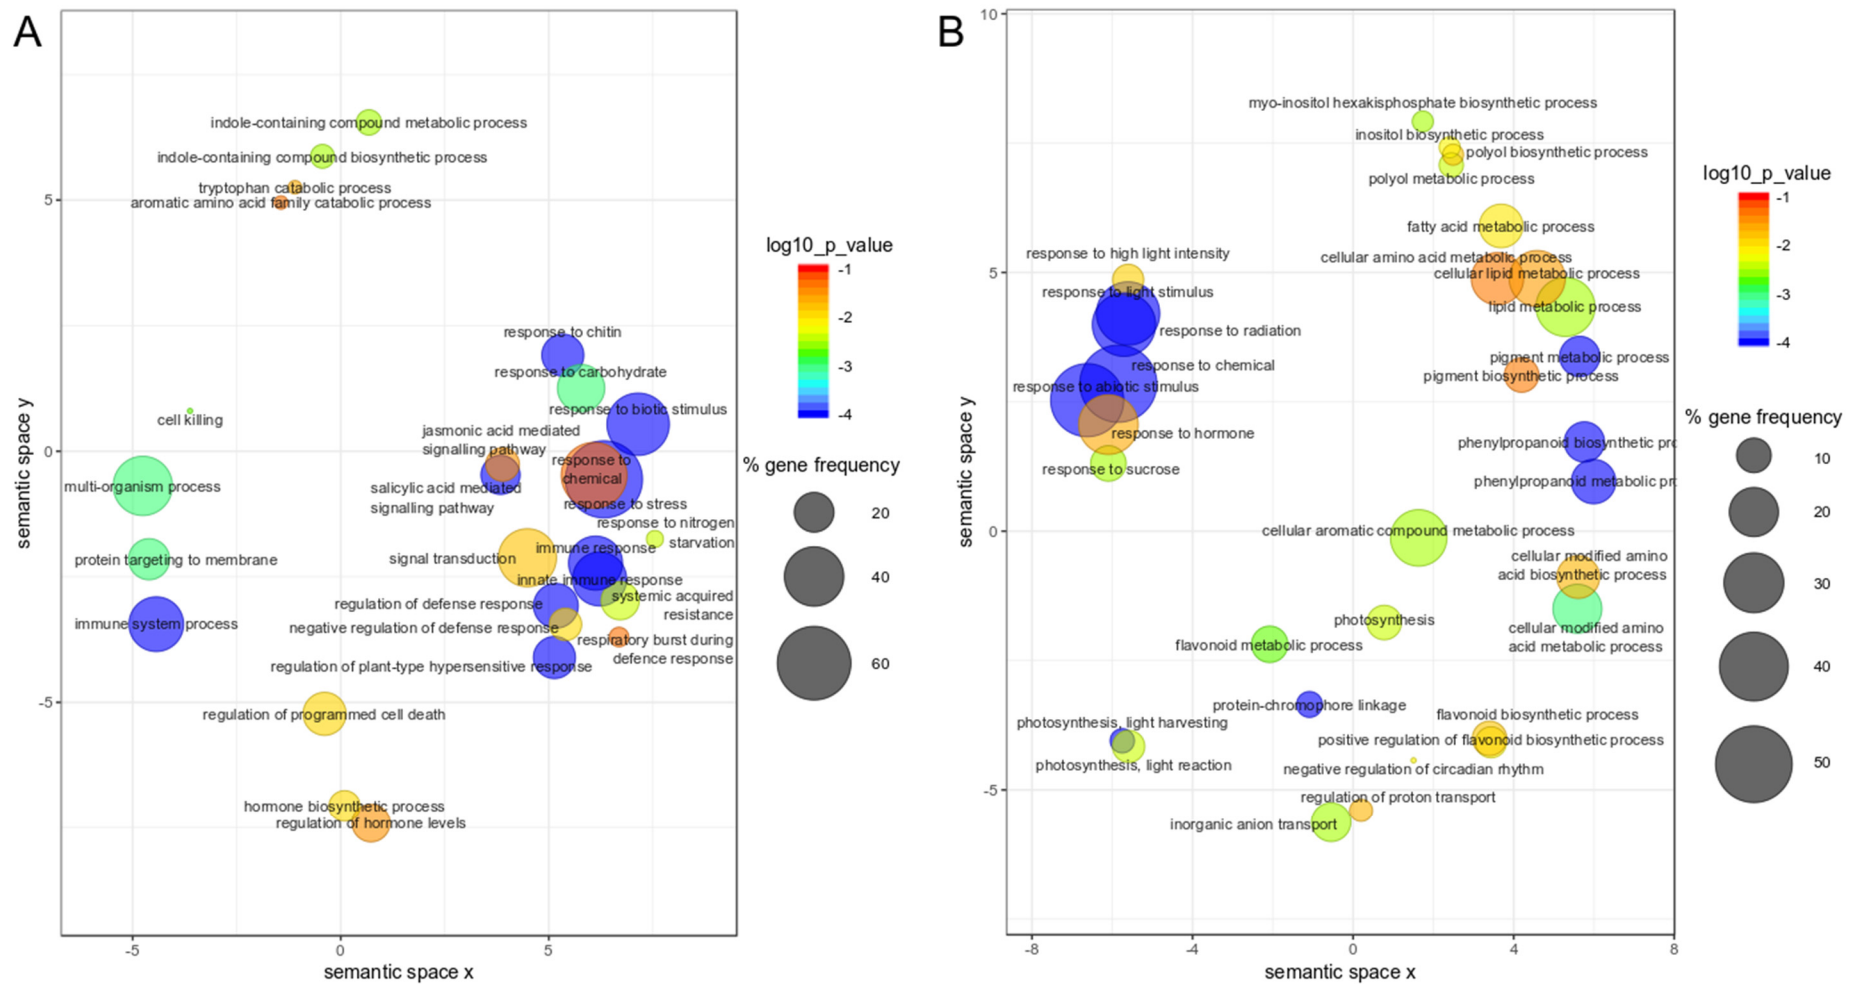 A
indole-containing compound metabolic process
indole-containing compound biosynthetic process
tryptophan catabolic process
aromatic amino acid family catabolic process
response to chitin
response to carbohydrate
response to biotic stimulus
cell killing
jasmonic acid mediated
signalling pathway
response to
chemical
multi-organism process
salicylic acid mediated
signalling pathway
response to stress
response to nitrogen
starvation
signal transduction
immune response
protein targeting to membrane
innate immune response
systemic acquired
resistance
regulation of defense response
immune system process
negative regulation of defense response
respiratory burst during
defence response
regulation of plant-type hypersensitive response
regulation of programmed cell death
hormone biosynthetic process
regulation of hormone levels
5
0
-5
semantic space y
-5
0
5
semantic space x
log10_p_value
-1
-2
-3
-4
% gene frequency
20
40
60
B
myo-inositol hexakisphosphate biosynthetic process
inositol biosynthetic process
polyol biosynthetic process
polyol metabolic process
fatty acid metabolic process
response to high light intensity
cellular amino acid metabolic process
cellular lipid metabolic process
response to light stimulus
lipid metabolic process
response to radiation
pigment metabolic process
response to chemical
pigment biosynthetic process
response to abiotic stimulus
response to hormone
phenylpropanoid biosynthetic prc
response to sucrose
phenylpropanoid metabolic pr
cellular aromatic compound metabolic process
cellular modified amino
acid biosynthetic process
photosynthesis
cellular modified amino
acid metabolic process
flavonoid metabolic process
protein-chromophore linkage
flavonoid biosynthetic process
photosynthesis, light harvesting
positive regulation of flavonoid biosynthetic process
photosynthesis, light reaction
negative regulation of circadian rhythm
regulation of proton transport
inorganic anion transport
10
5
0
-5
semantic space y
-8
-4
0
4
8
semantic space x
log10_p_value
-1
-2
-3
-4
% gene frequency
10
20
30
40
50